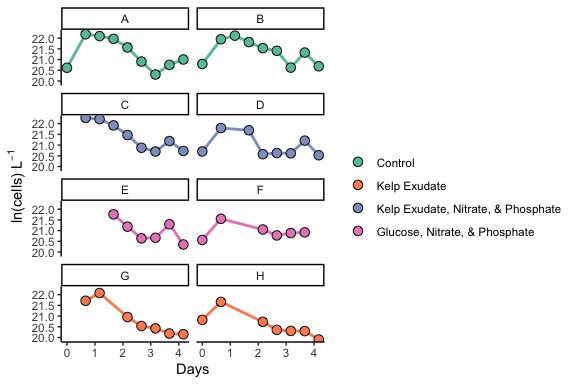 A B
22.0
21.5
21.0
20.5
20.0
C D
22.0
21.5
21.0
20.5
20.0
E F
22.0
21.5
21.0
20.5
20.0
G H
22.0
21.5
21.0
20.5
20.0
0 1 2 3 4 0 1 2 3 4
Days
ln(cells) L⁻¹
Control
Kelp Exudate
Kelp Exudate, Nitrate, & Phosphate
Glucose, Nitrate, & Phosphate